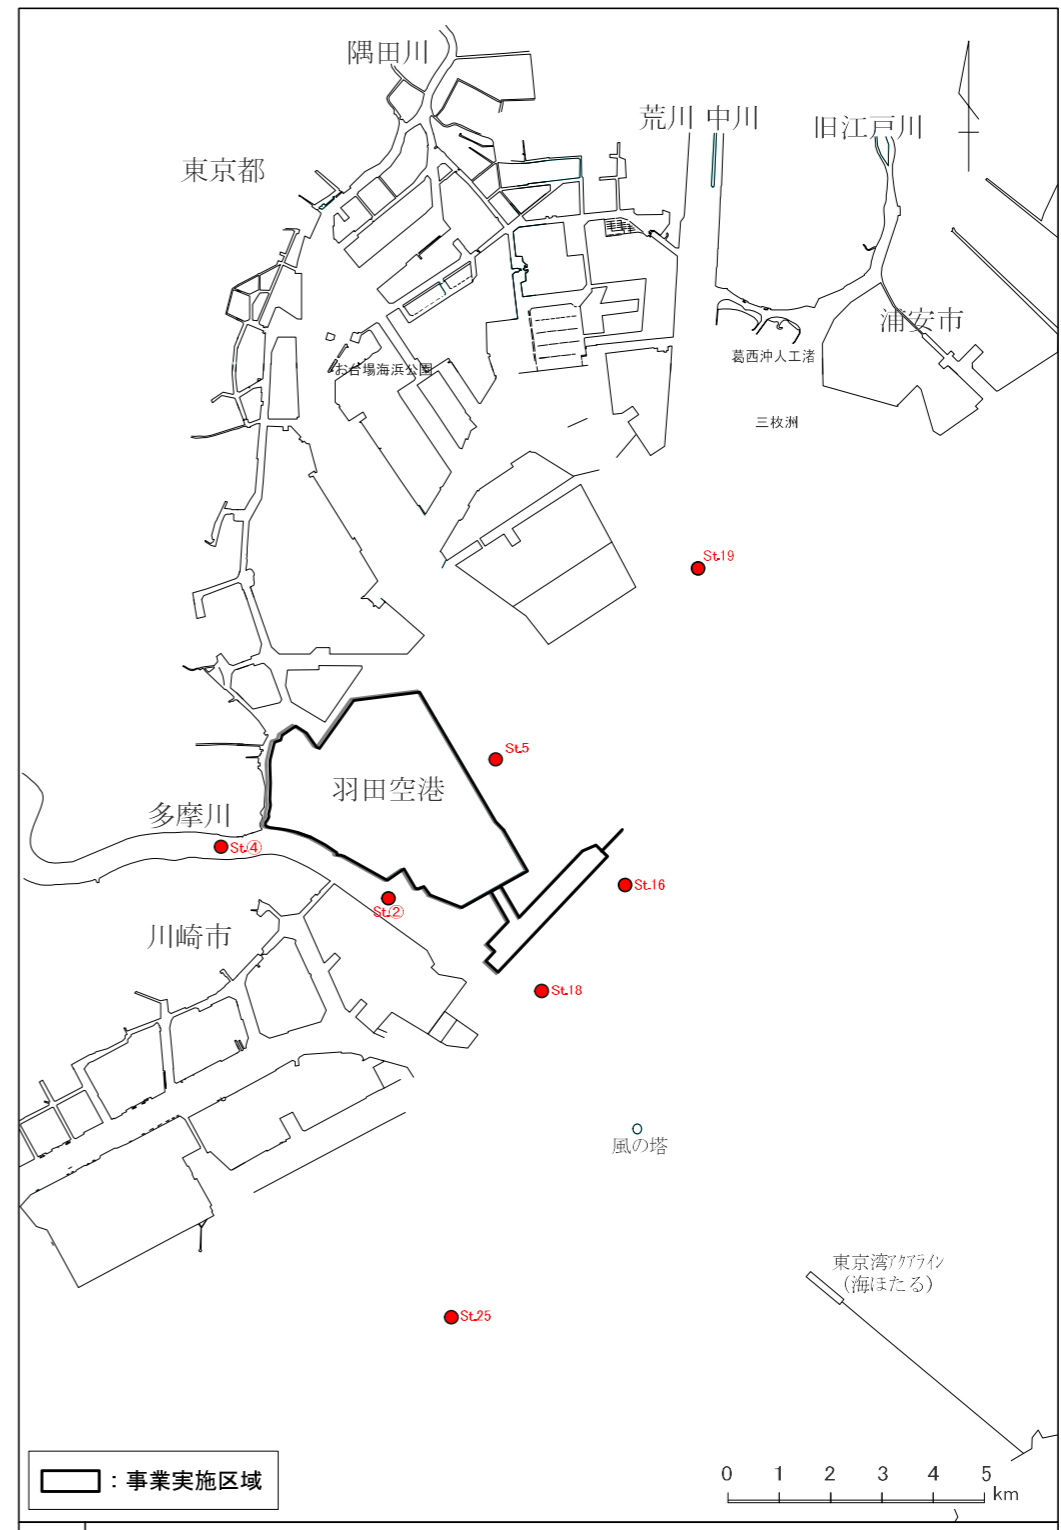 隅田川
荒川 中川
旧江戸川
東京都
浦安市
葛西沖人工渚
お台場海浜公園
三枚洲
St.19
St.5
羽田空港
多摩川
St.④
St.16
St.②
川崎市
St.18
風の塔
東京湾アクアライン
(海ほたる)
St.25
:事業実施区域
0 1 2 3 4 5
km